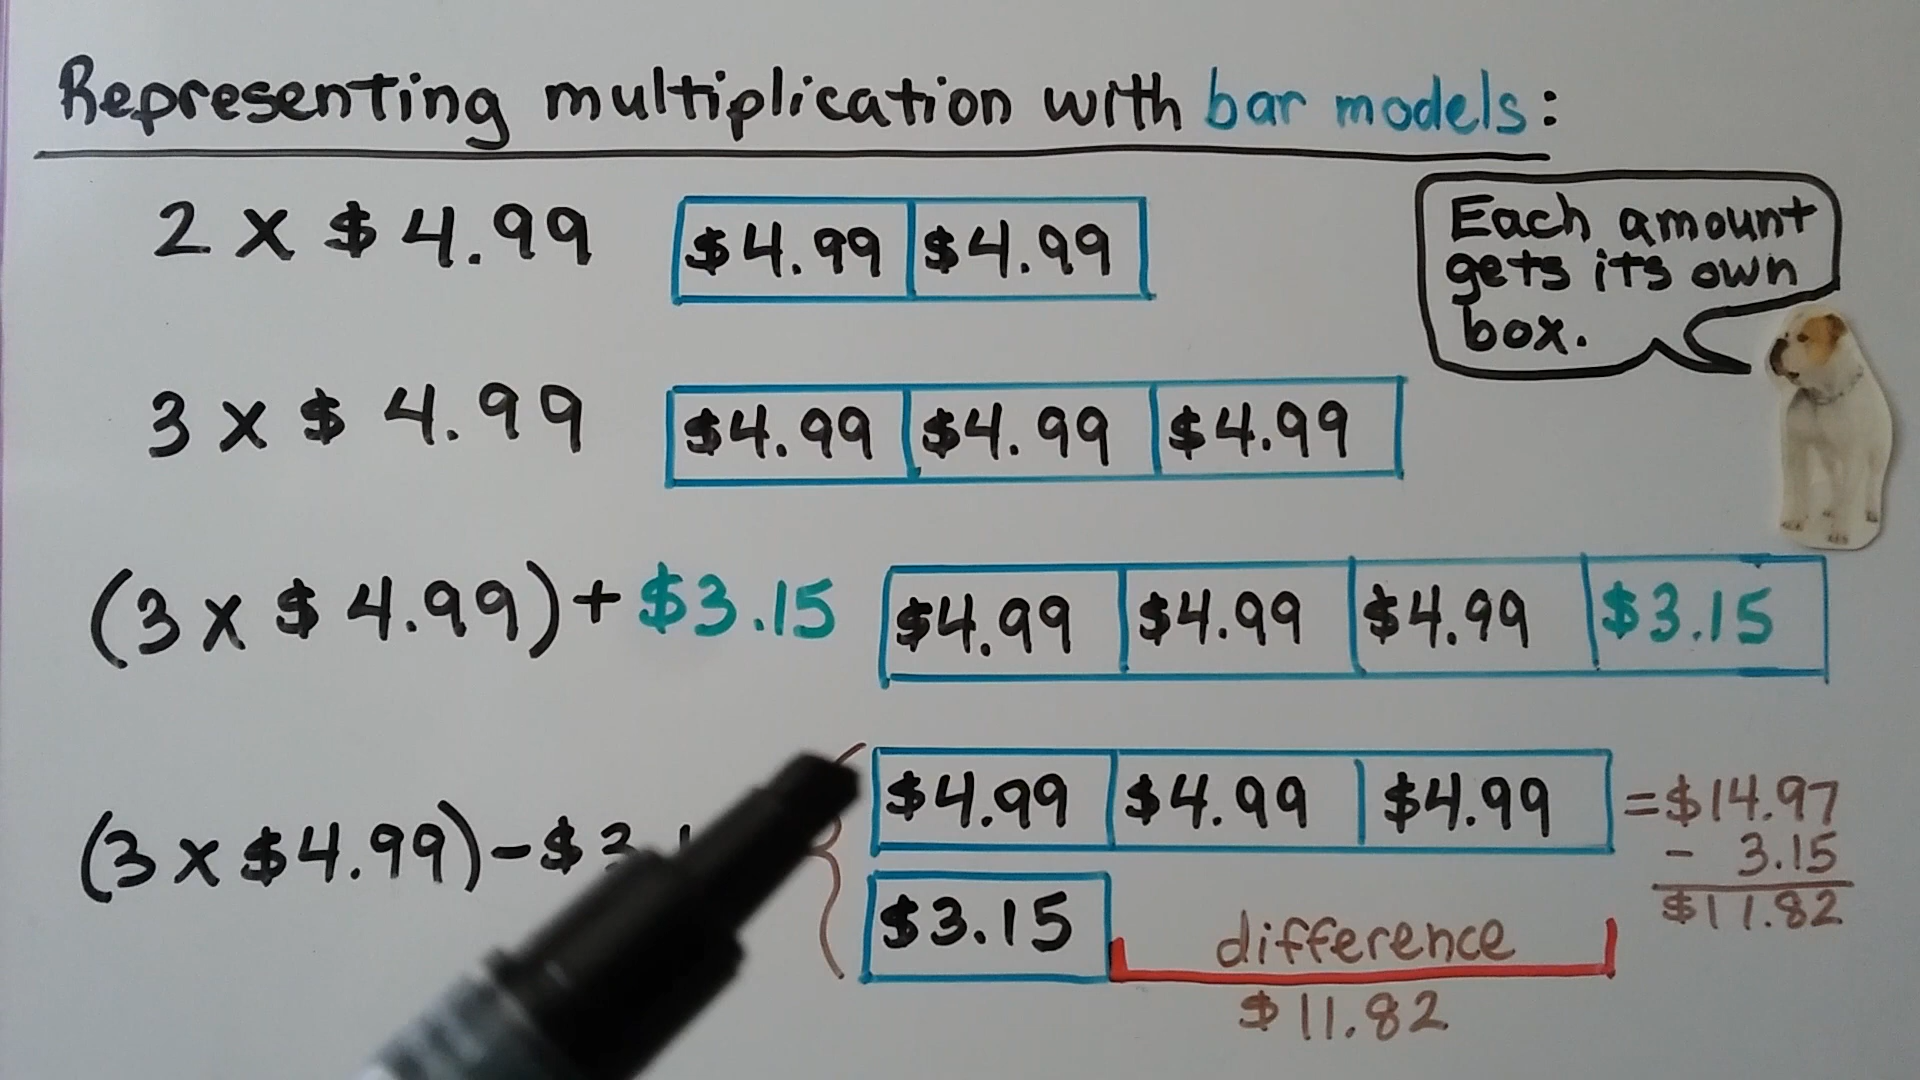 Representing multiplication with bar models:
2 x $4.99 $4.99 $4.99
Each amount
gets its own
box.
3 x $4.99 $4.99 $4.99 $4.99
(3 x $4.99) + $3.15 $4.99 $4.99 $4.99 $3.15
(3 x $4.99) - $3.1 $4.99 $4.99 $4.99 = $14.97
- 3.15
$11.82
$3.15 difference
$11.82